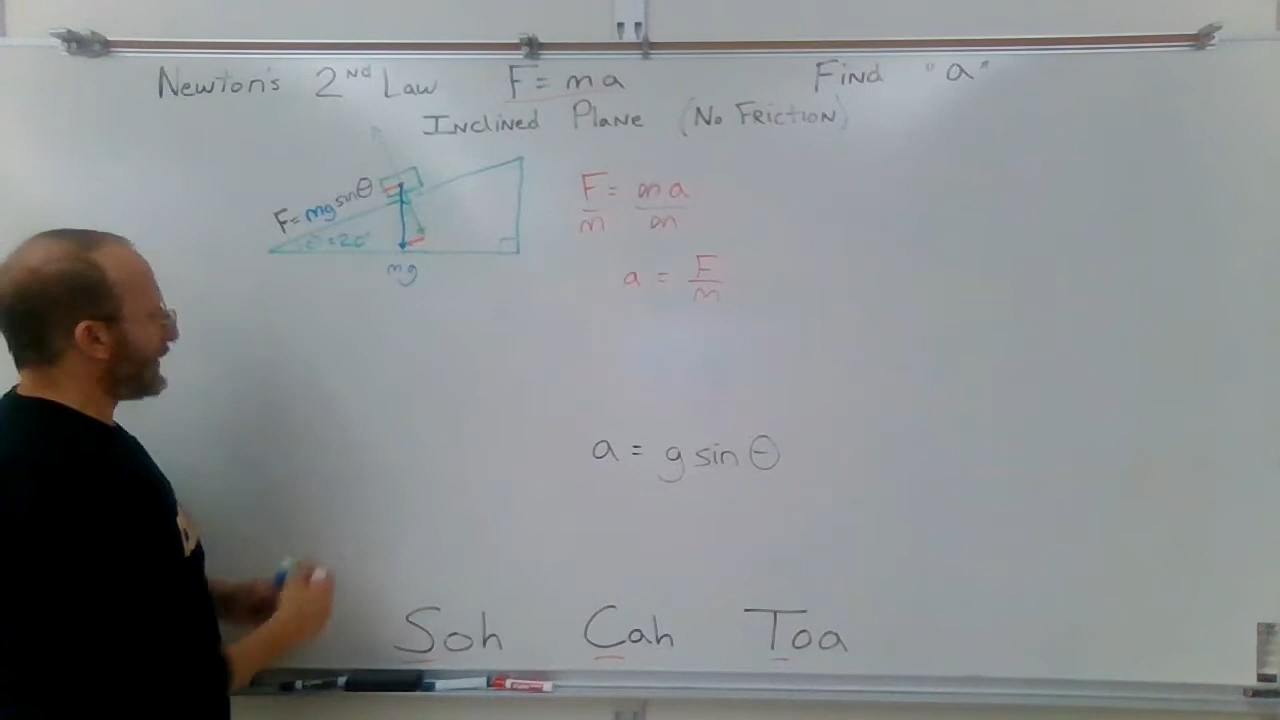 Newton's 2nd Law F = ma Find "a"
Inclined Plane (No Friction)
F = mg sin θ
θ = 20°
mg
F/m = ma/m
a = F/m
a = g sin θ
Soh Cah Toa